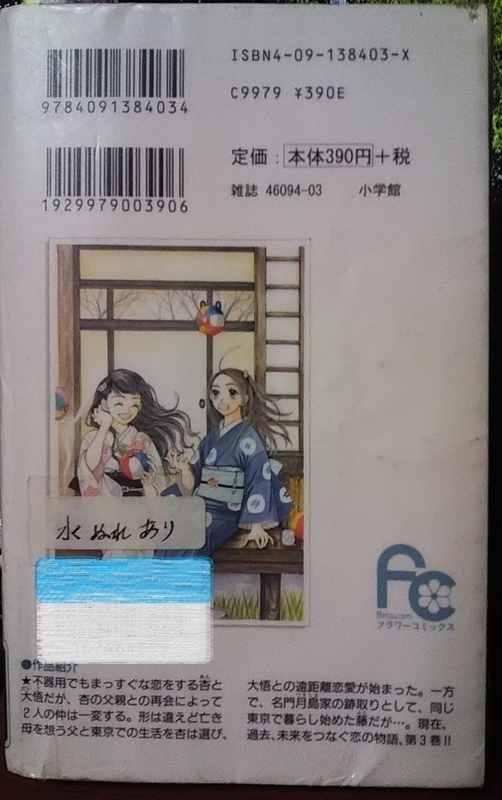 ISBN4-09-138403-X
9784091384034
C9979 ¥390E
定価：本体390円＋税
雑誌 46094-03 小学館
1929979003906
水ぬれあり
FC
Betsucomi
フラワーコミックス
●作品紹介
★不器用でもまっすぐな恋をする杏と
大悟だが、杏の父親との再会によって
2人の仲は一変する。形は違えど亡き
母を想う父と東京での生活を杏は選び、
大悟との遠距離恋愛が始まった。一方
で、名門月島家の跡取りとして、同じ
東京で暮らし始めた藤だが…。現在、
過去、未来をつなぐ恋の物語、第3巻!!